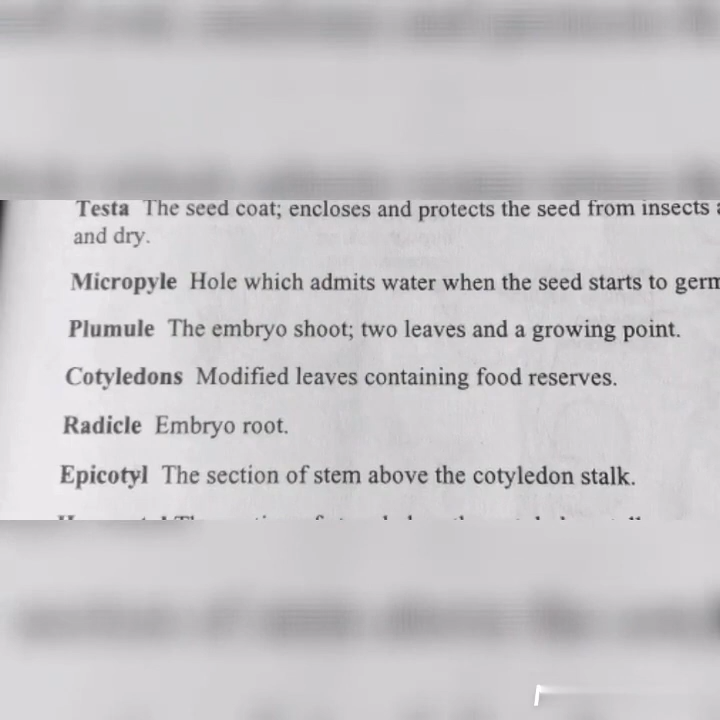 Testa The seed coat; encloses and protects the seed from insects
and dry.
Micropyle Hole which admits water when the seed starts to germ
Plumule The embryo shoot; two leaves and a growing point.
Cotyledons Modified leaves containing food reserves.
Radicle Embryo root.
Epicotyl The section of stem above the cotyledon stalk.